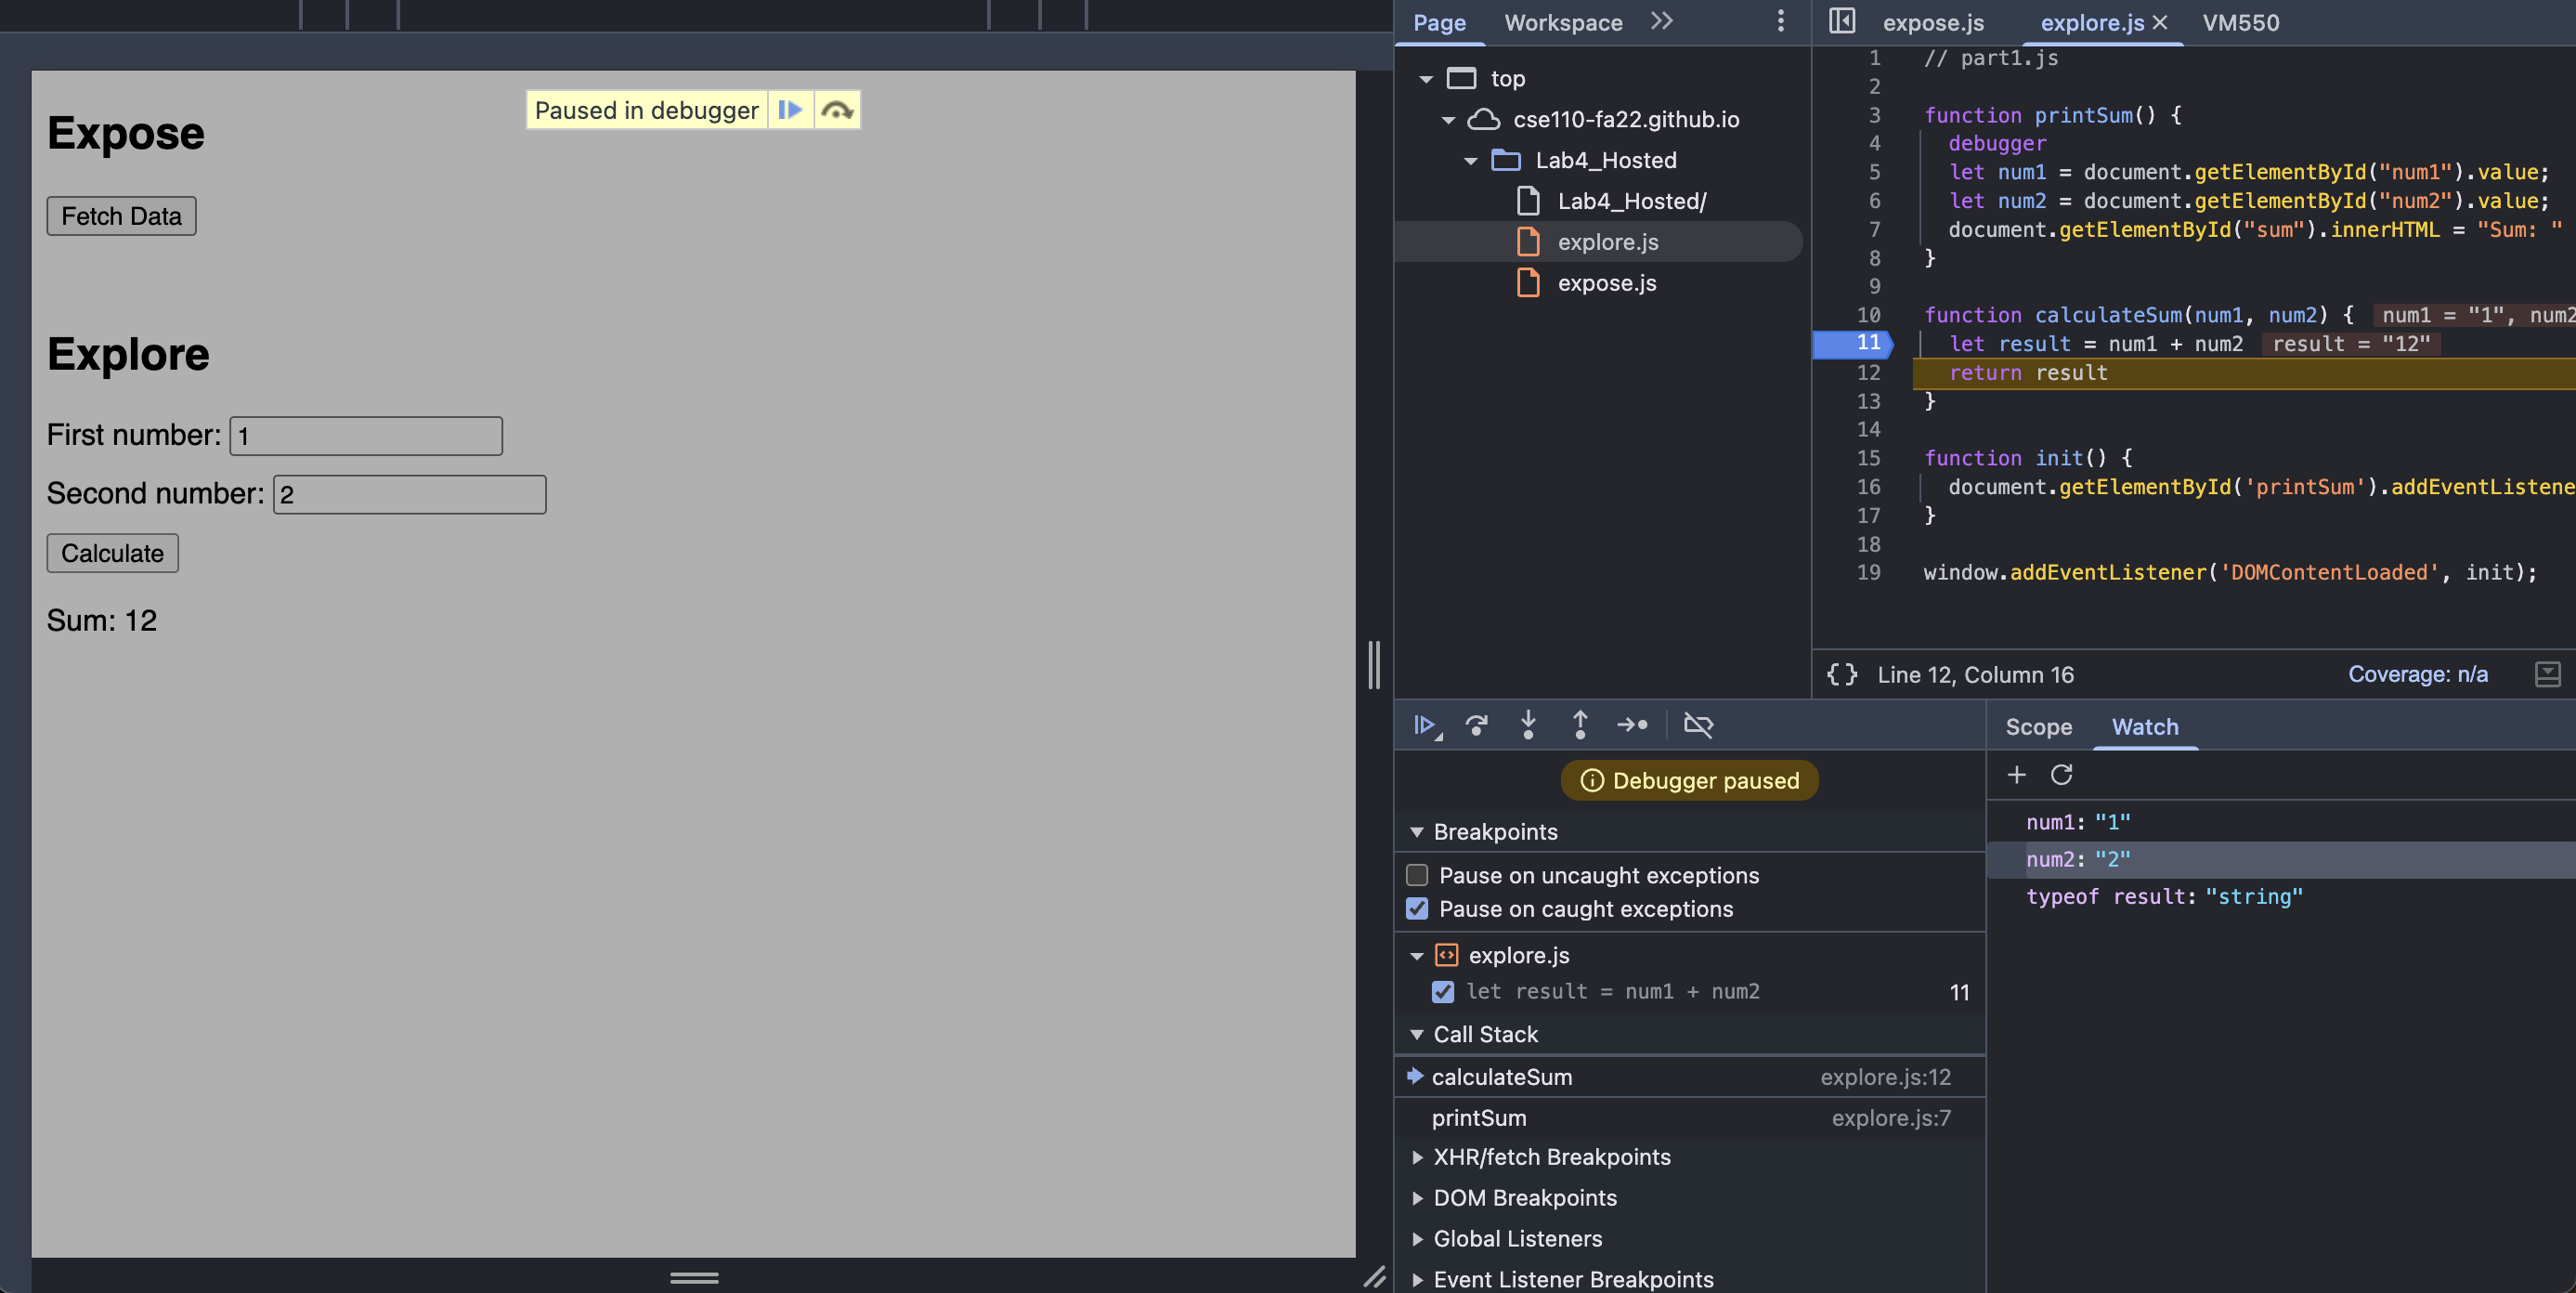 Paused in debugger
Expose
Fetch Data
Explore
First number: 1
Second number: 2
Calculate
Sum: 12
Page Workspace
top
cse110-fa22.github.io
Lab4_Hosted
Lab4_Hosted/
explore.js
expose.js
expose.js explore.js VM550
1 // part1.js
2
3 function printSum() {
4 debugger
5 let num1 = document.getElementById("num1").value;
6 let num2 = document.getElementById("num2").value;
7 document.getElementById("sum").innerHTML = "Sum: "
8 }
9
10 function calculateSum(num1, num2) { num1 = "1", num2
11 let result = num1 + num2 result = "12"
12 return result
13 }
14
15 function init() {
16 document.getElementById('printSum').addEventListene
17 }
18
19 window.addEventListener('DOMContentLoaded', init);
{} Line 12, Column 16 Coverage: n/a
Debugger paused
Breakpoints
Pause on uncaught exceptions
Pause on caught exceptions
explore.js
let result = num1 + num2 11
Call Stack
calculateSum explore.js:12
printSum explore.js:7
XHR/fetch Breakpoints
DOM Breakpoints
Global Listeners
Event Listener Breakpoints
Scope Watch
num1: "1"
num2: "2"
typeof result: "string"